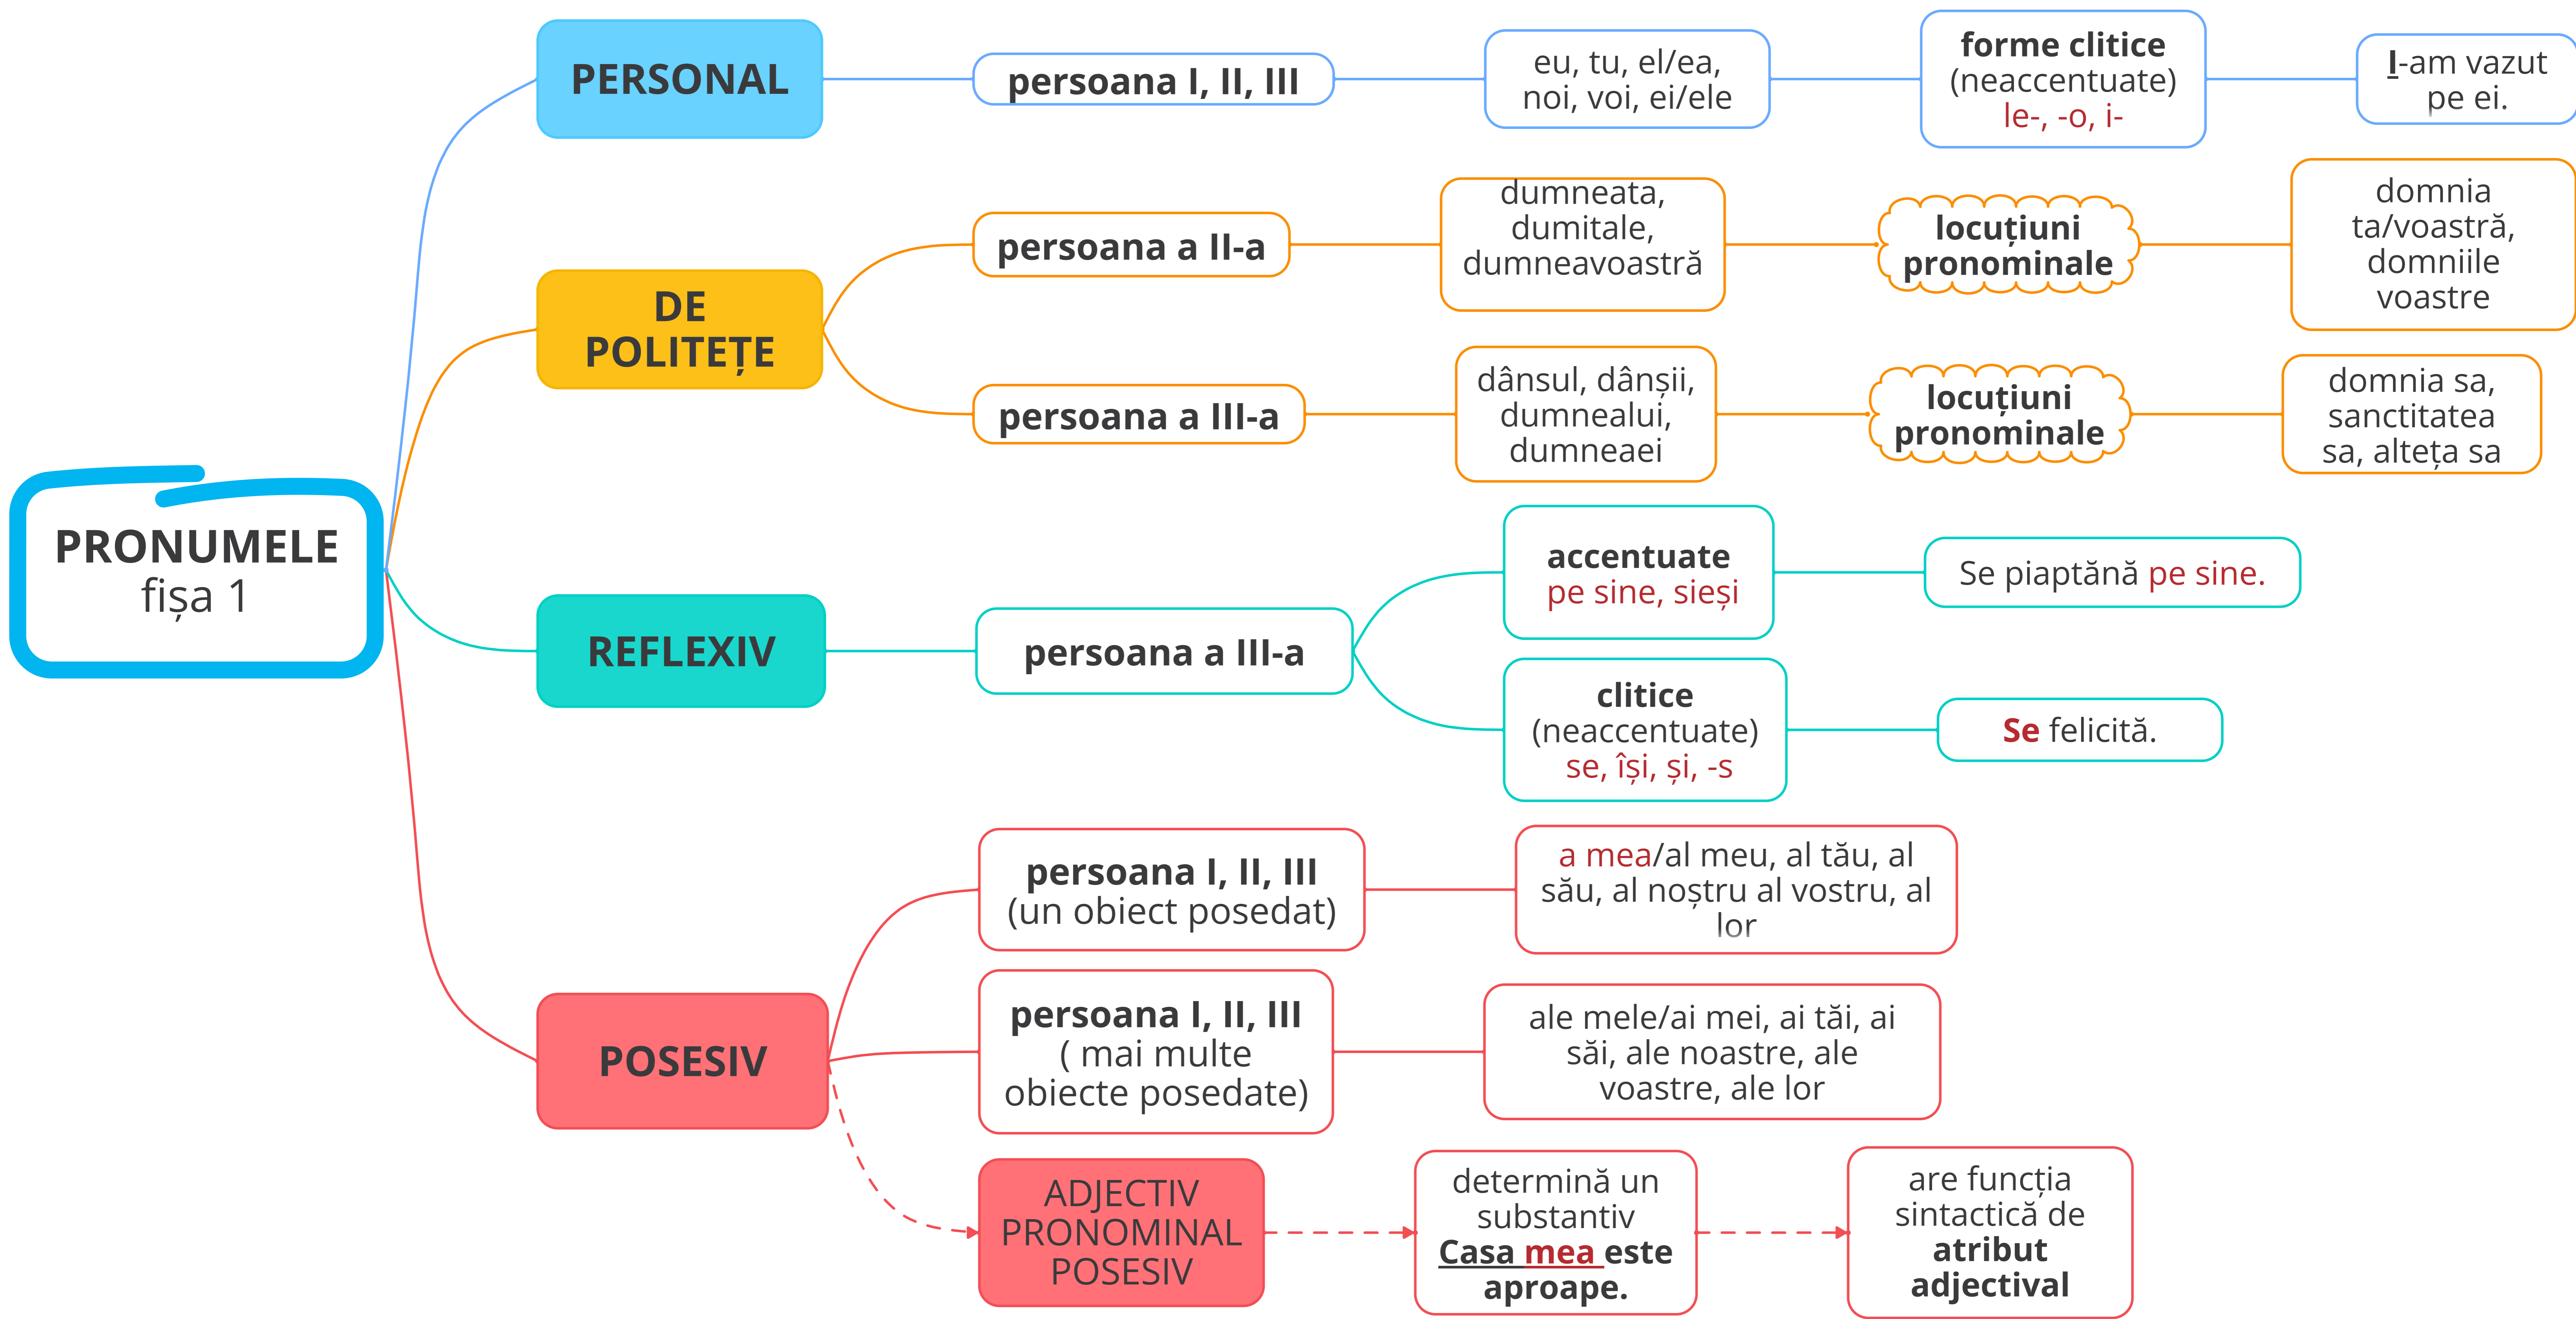 PRONUMELE
fișa 1
PERSONAL
persoana I, II, III
eu, tu, el/ea,
noi, voi, ei/ele
forme clitice
(neaccentuate)
le-, -o, i-
I-am vazut
pe ei.
DE
POLITEȚE
persoana a II-a
dumneata,
dumitale,
dumneavoastră
locuțiuni
pronominale
domnia
ta/voastră,
domniile
voastre
persoana a III-a
dânsul, dânșii,
dumnealui,
dumneaei
locuțiuni
pronominale
domnia sa,
sanctitatea
sa, alteța sa
REFLEXIV
persoana a III-a
accentuate
pe sine, sieși
Se piaptănă pe sine.
clitice
(neaccentuate)
se, își, și, -s
Se felicită.
POSESIV
persoana I, II, III
(un obiect posedat)
a mea/al meu, al tău, al
său, al noștru al vostru, al
lor
persoana I, II, III
( mai multe
obiecte posedate)
ale mele/ai mei, ai tăi, ai
săi, ale noastre, ale
voastre, ale lor
ADJECTIV
PRONOMINAL
POSESIV
determină un
substantiv
Casa mea este
aproape.
are funcția
sintactică de
atribut
adjectival